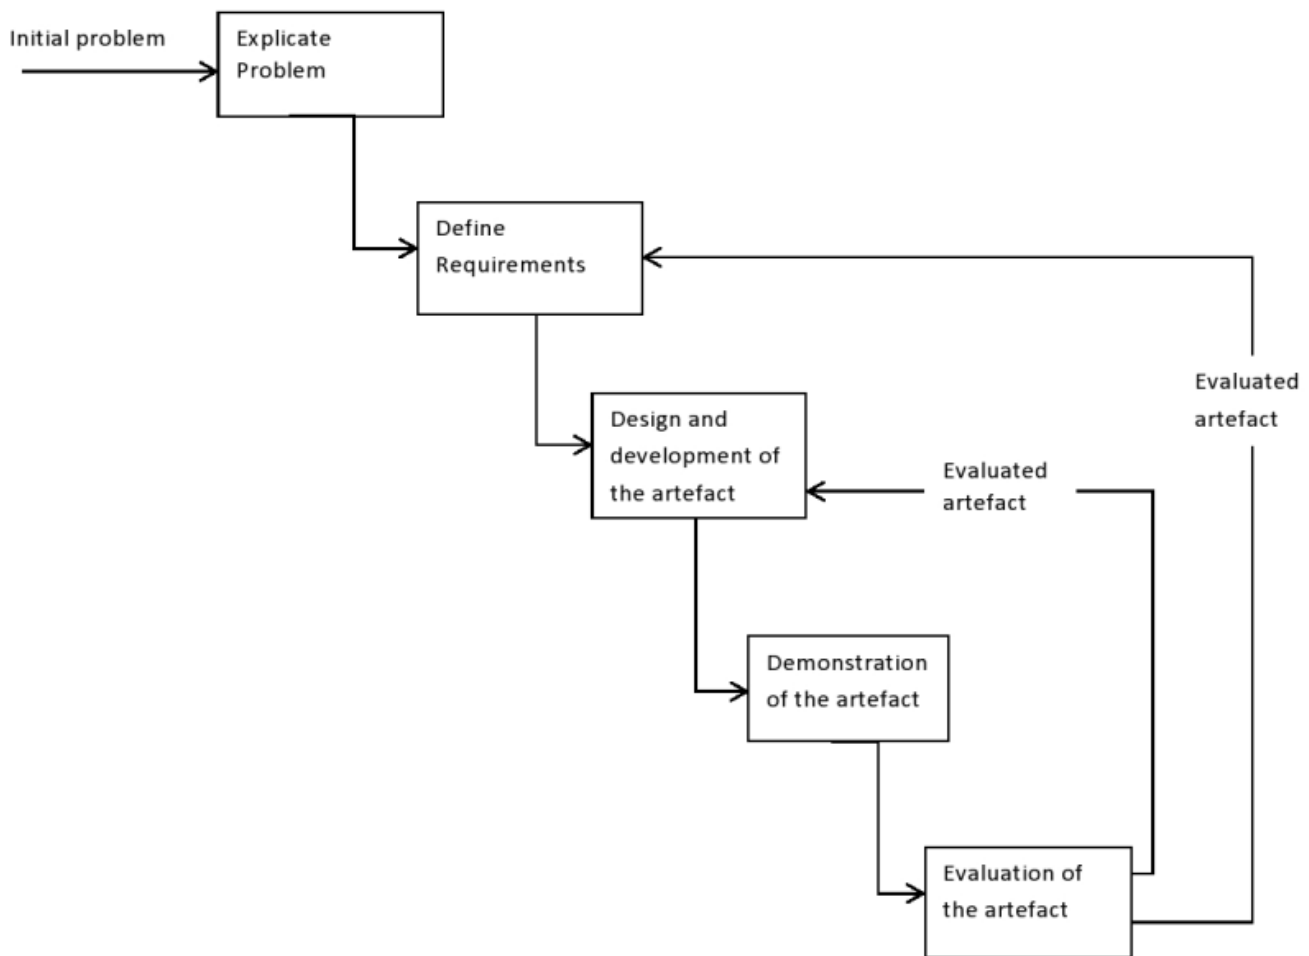 Initial problem
Explicate
Problem
Define
Requirements
Design and
development of
the artefact
Evaluated
artefact
Evaluated
artefact
Demonstration
of the artefact
Evaluation of
the artefact